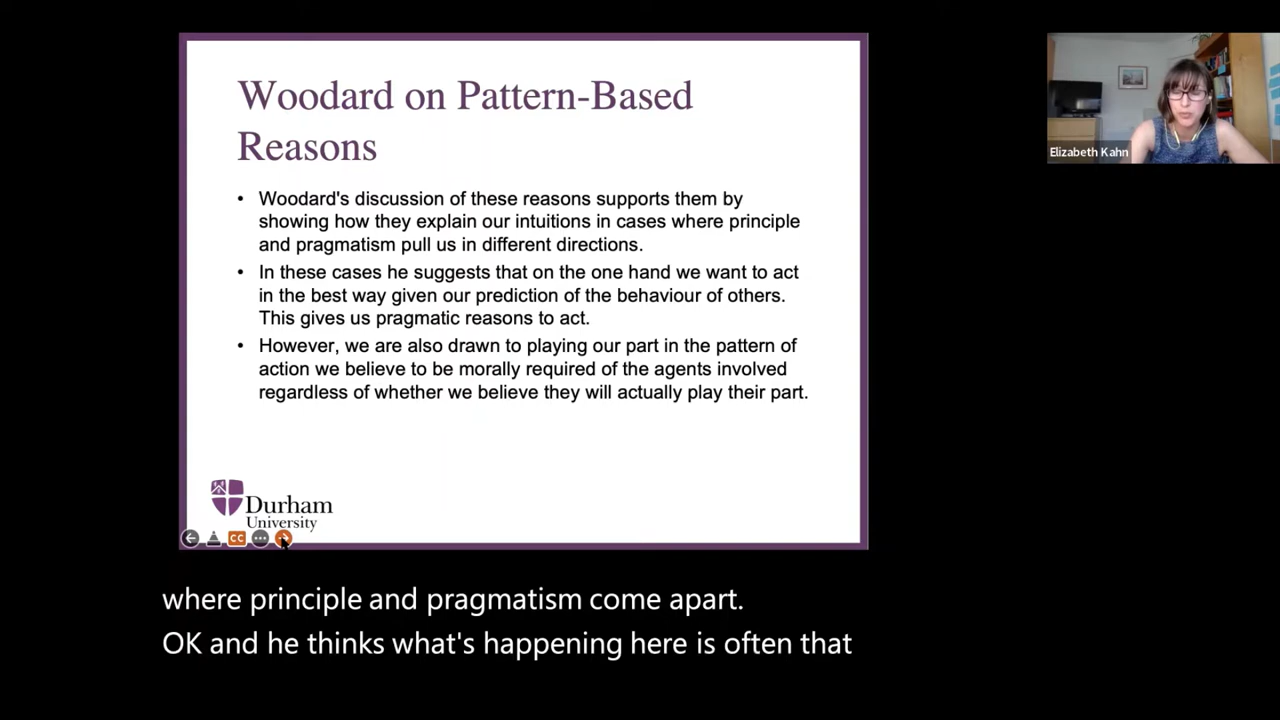 Woodard on Pattern-Based
Reasons
• Woodard's discussion of these reasons supports them by
showing how they explain our intuitions in cases where principle
and pragmatism pull us in different directions.
• In these cases he suggests that on the one hand we want to act
in the best way given our prediction of the behaviour of others.
This gives us pragmatic reasons to act.
• However, we are also drawn to playing our part in the pattern of
action we believe to be morally required of the agents involved
regardless of whether we believe they will actually play their part.
Durham
University
CC
Elizabeth Kahn
where principle and pragmatism come apart.
OK and he thinks what's happening here is often that